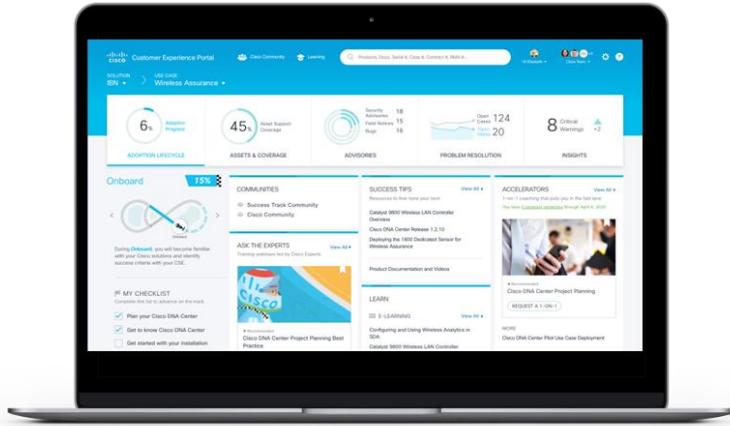 CISCO Customer Experience Portal
Cisco Community
Learning
SOLUTION
IBN
USE CASE
Wireless Assurance
6%
Adoption
Progress
ADOPTION LIFECYCLE
45%
Asset Support
Coverage
ASSETS & COVERAGE
Security
Advisories 18
Field Notices 15
Bugs 16
ADVISORIES
Open
Cases 124
Open
RMAs 20
PROBLEM RESOLUTION
8 Critical
Warnings +2
INSIGHTS
Onboard 15%
Onboard
During Onboard, you will become familiar
with your Cisco solutions and identify
success criteria with your CSE.
MY CHECKLIST
Complete this list to advance on the track.
Plan your Cisco DNA Center
Get to know Cisco DNA Center
Get started with your installation
COMMUNITIES
Success Track Community
Cisco Community
ASK THE EXPERTS View All
Training webinars led by Cisco Experts
CISCO
Recommended
Cisco DNA Center Project Planning Best
Practice
SUCCESS TIPS View All
Resources to fine tune your tech
Catalyst 9800 Wireless LAN Controller
Overview
Cisco DNA Center Release 1.2.10
Deploying the 1800 Dedicated Sensor for
Wireless Assurance
Product Documentation and Videos
LEARN
E-LEARNING View All
Configuring and Using Wireless Analytics in
SDA
Catalyst 9800 Wireless LAN Controller
ACCELERATORS View All
1-on-1 coaching that puts you in the fast lane
Recommended
Cisco DNA Center Project Planning
REQUEST A 1-ON-1
MORE
Cisco DNA Center Pilot Use Case Deployment